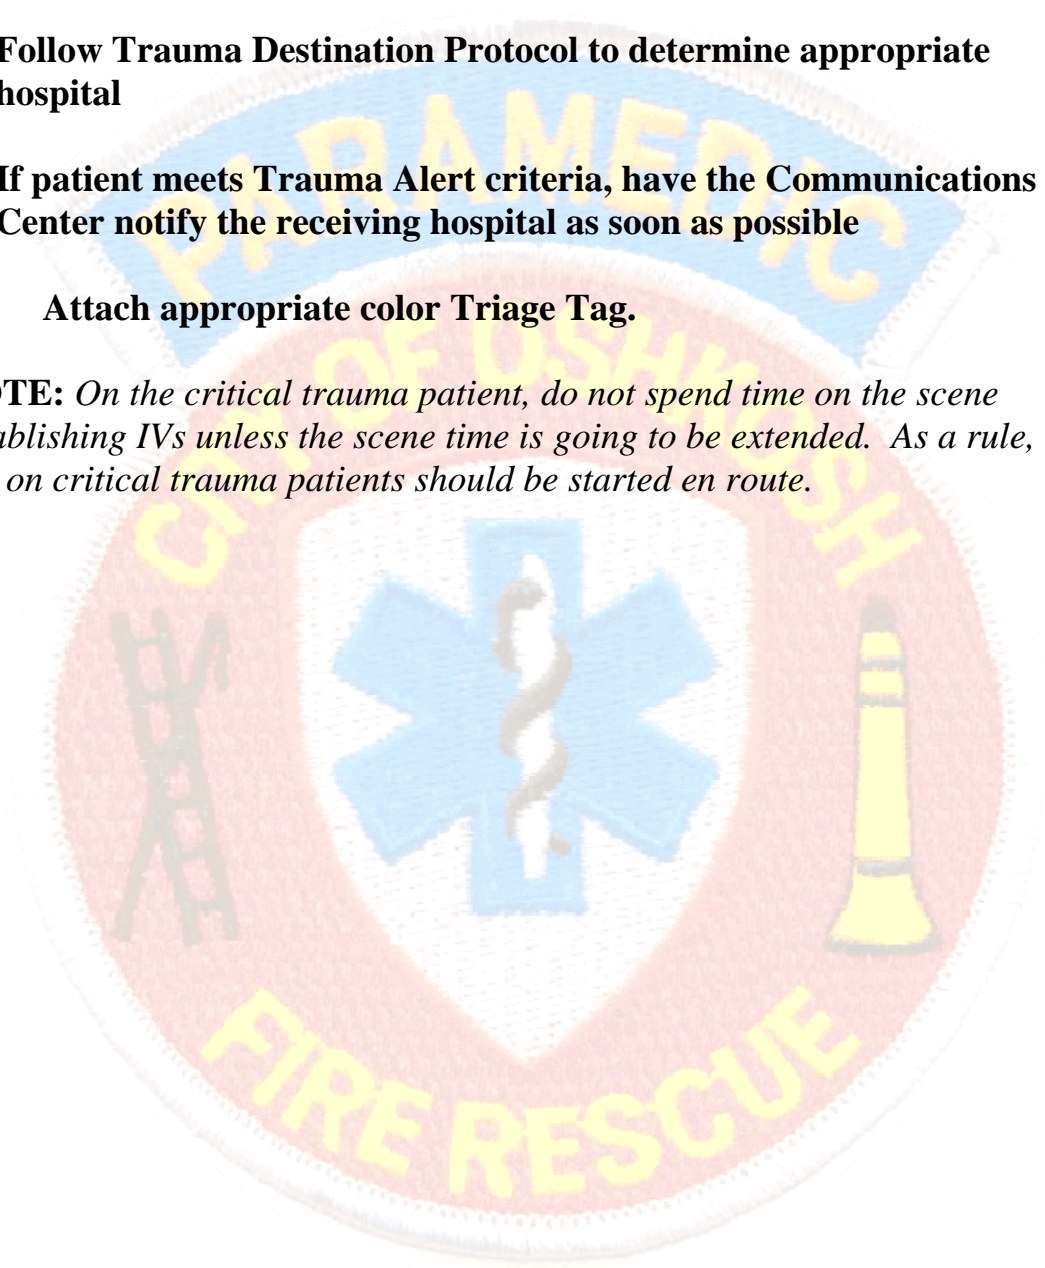 Follow Trauma Destination Protocol to determine appropriate
hospital
If patient meets Trauma Alert criteria, have the Communications
Center notify the receiving hospital as soon as possible
Attach appropriate color Triage Tag.
OTE: On the critical trauma patient, do not spend time on the scene
ablishing IVs unless the scene time is going to be extended. As a rule,
on critical trauma patients should be started en route.
PARAMEDIC
CITY OF OSHKOSH
FIRE RESCUE